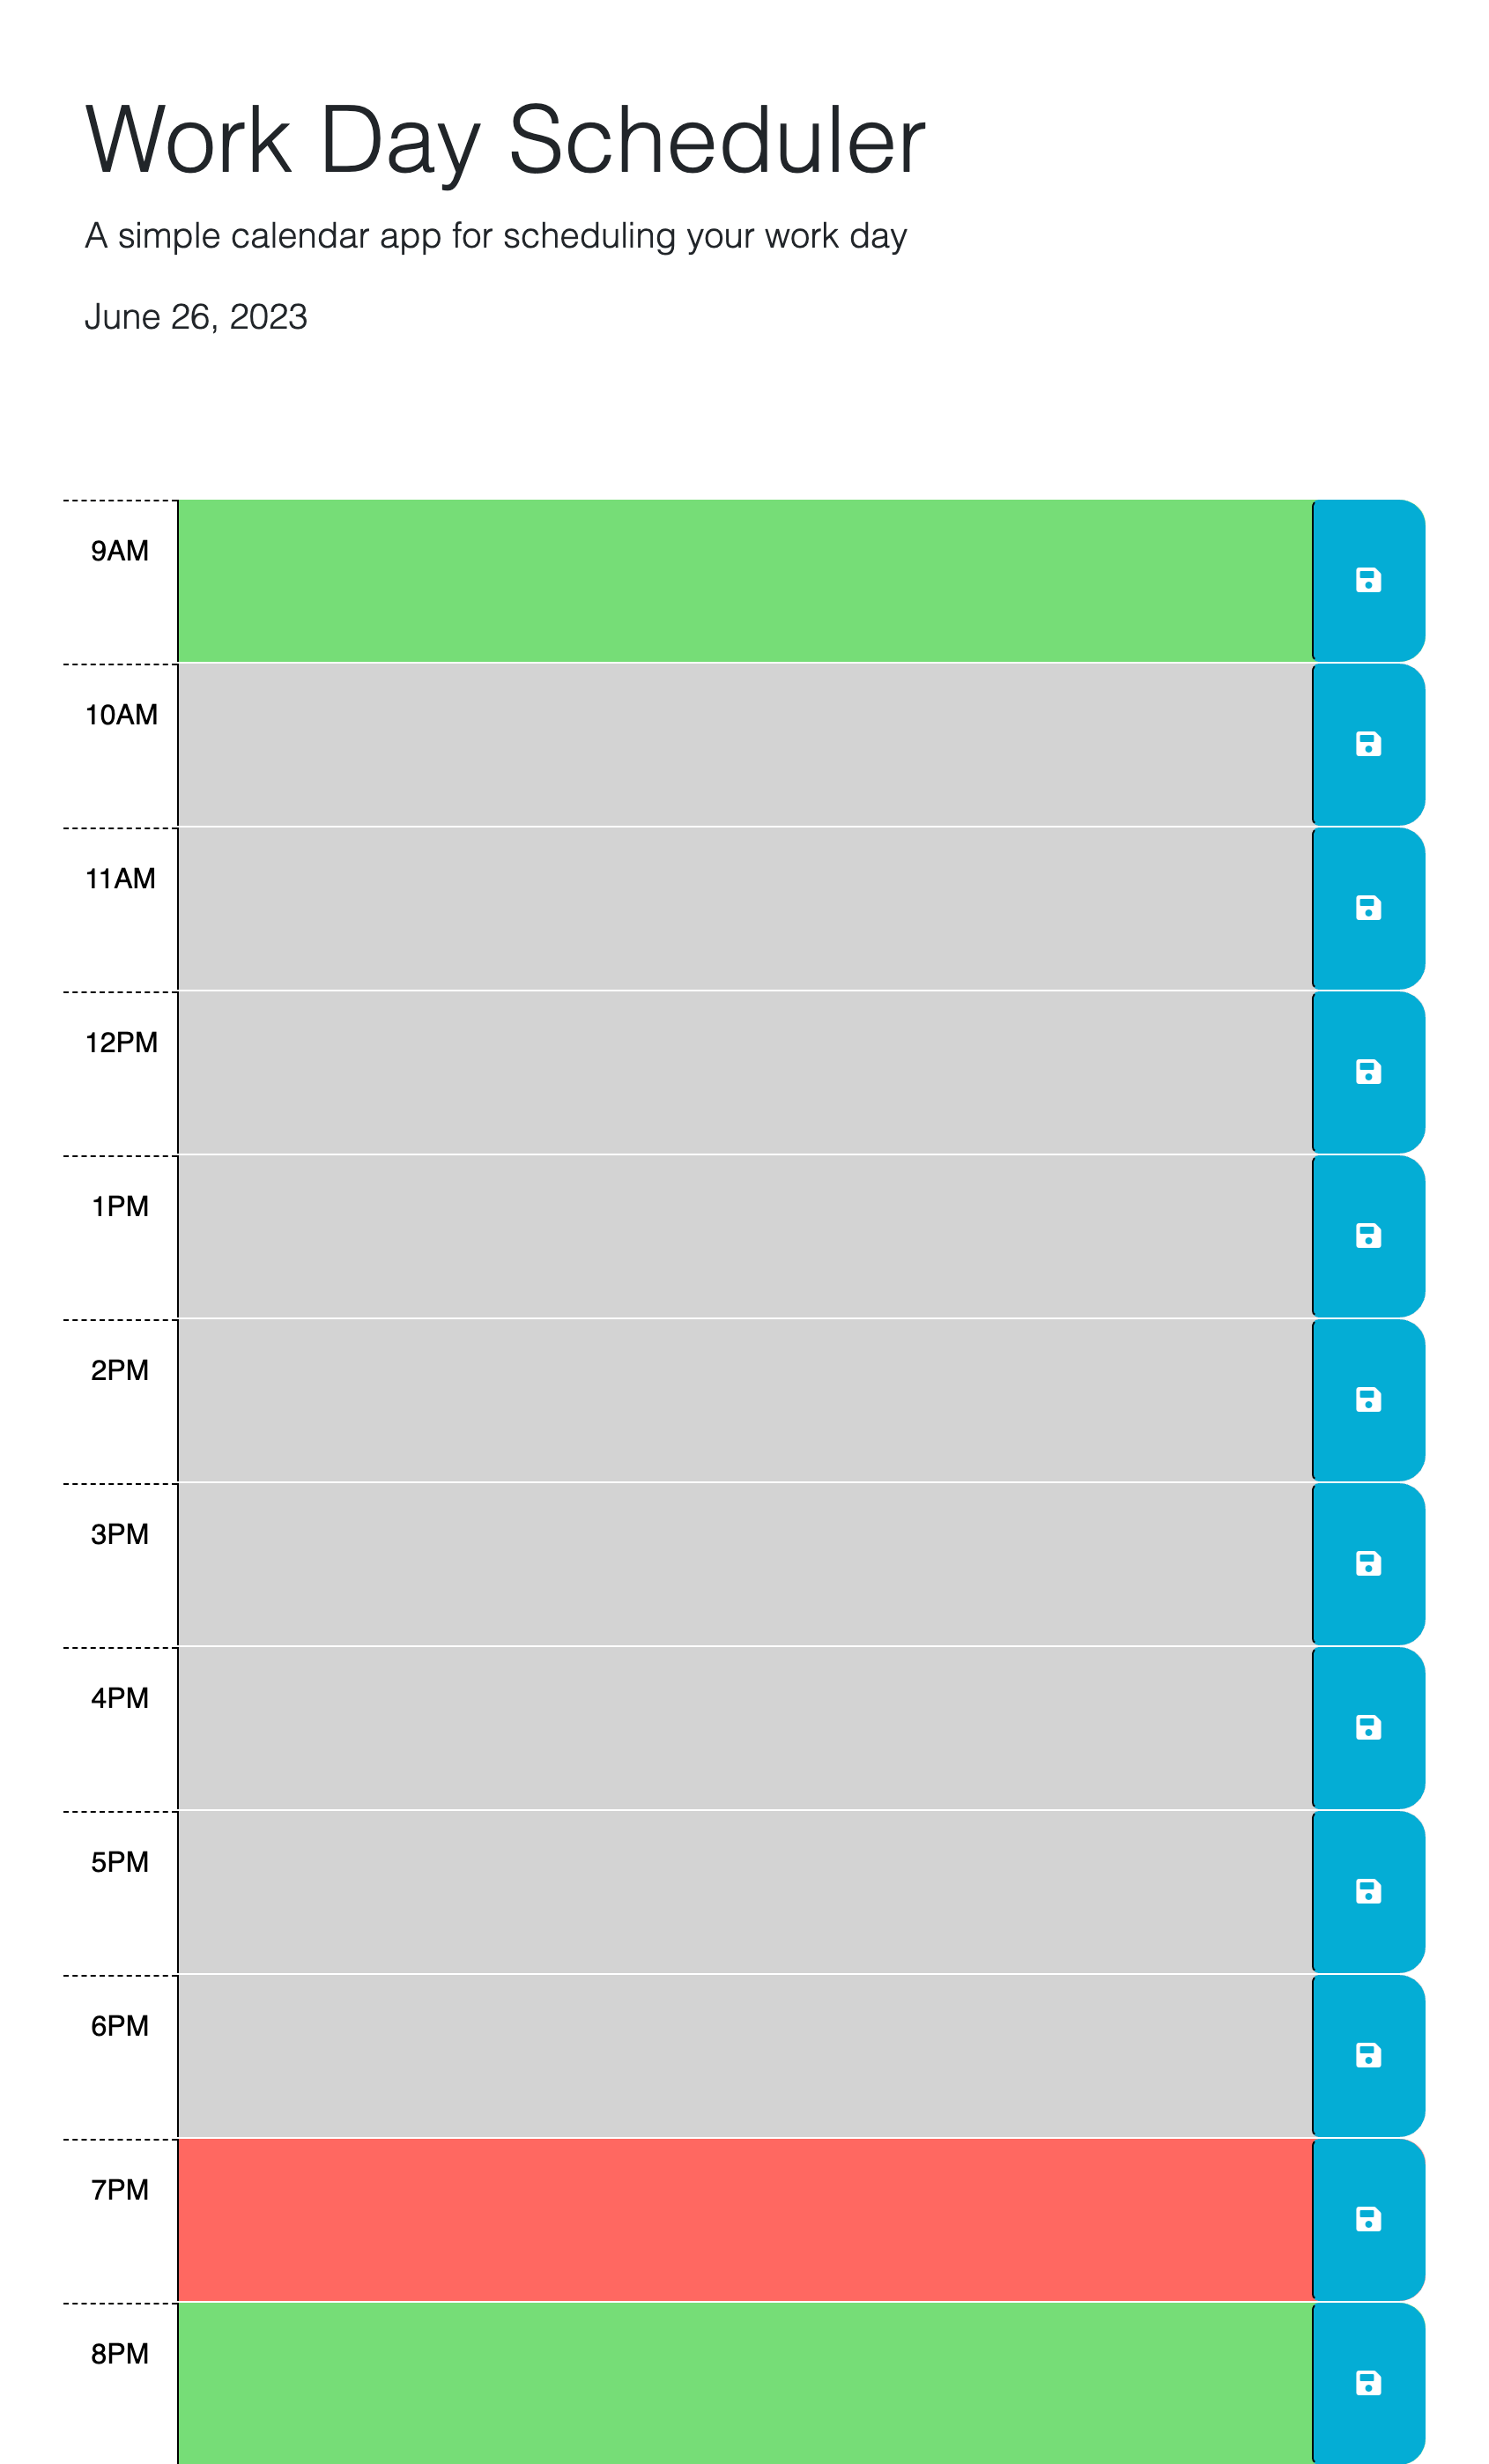 Work Day Scheduler
A simple calendar app for scheduling your work day
June 26, 2023
9AM
10AM
11AM
12PM
1PM
2PM
3PM
4PM
5PM
6PM
7PM
8PM